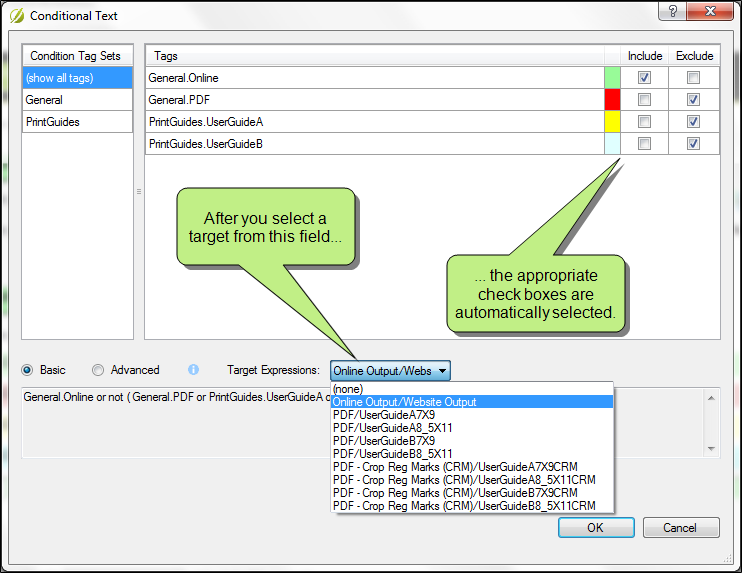 Conditional Text
?
Condition Tag Sets
(show all tags)
General
PrintGuides
Tags Include Exclude
General.Online
General.PDF
PrintGuides.UserGuideA
PrintGuides.UserGuideB
After you select a
target from this field...
... the appropriate
check boxes are
automatically selected.
Basic Advanced Target Expressions: Online Output/Webs
General.Online or not ( General.PDF or PrintGuides.UserGuideA
(none)
Online Output/Website Output
PDF/UserGuideA7X9
PDF/UserGuideA8_5X11
PDF/UserGuideB7X9
PDF/UserGuideB8_5X11
PDF - Crop Reg Marks (CRM)/UserGuideA7X9CRM
PDF - Crop Reg Marks (CRM)/UserGuideA8_5X11CRM
PDF - Crop Reg Marks (CRM)/UserGuideB7X9CRM
PDF - Crop Reg Marks (CRM)/UserGuideB8_5X11CRM
OK Cancel